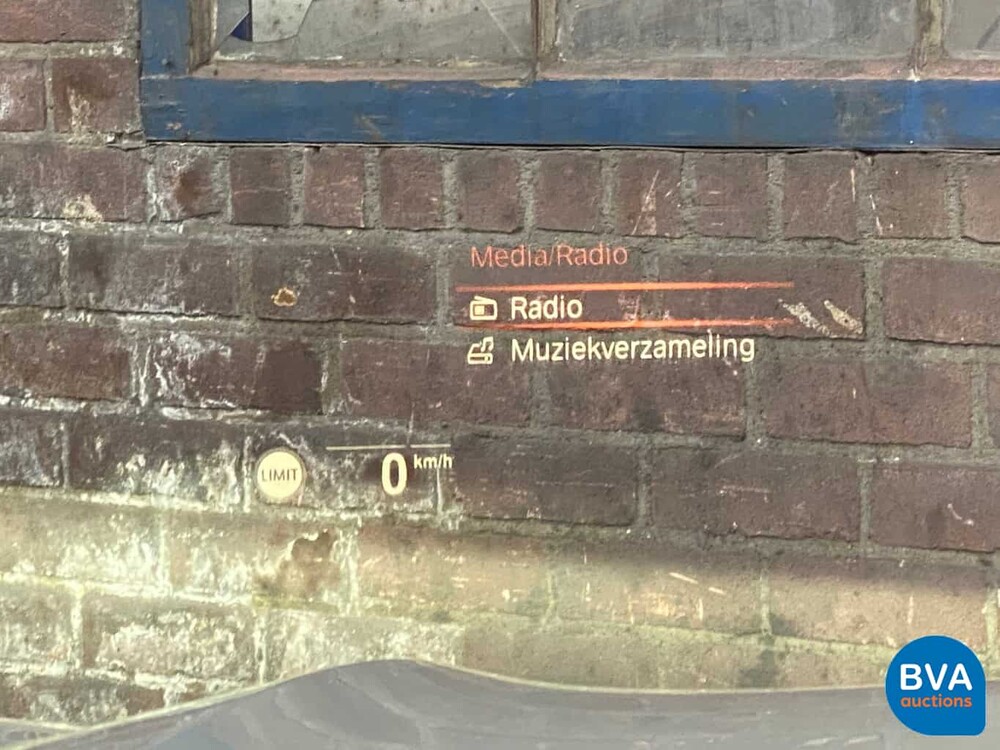 Media/Radio
Radio
Muziekverzameling
LIMIT
0 km/h
BVA
auctions